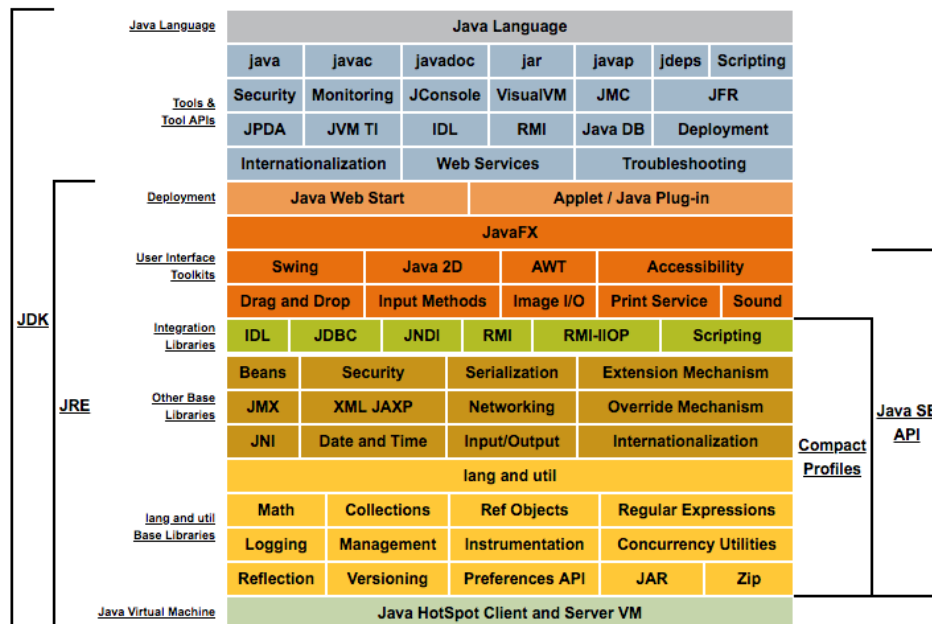 Java Language Java Language
java javac javadoc jar javap jdeps Scripting
Tools & Tool APIs
Security Monitoring JConsole VisualVM JMC JFR
JPDA JVM TI IDL RMI Java DB Deployment
Internationalization Web Services Troubleshooting
Deployment Java Web Start Applet / Java Plug-in
JavaFX
User Interface Toolkits
Swing Java 2D AWT Accessibility
Drag and Drop Input Methods Image I/O Print Service Sound
Integration Libraries
IDL JDBC JNDI RMI RMI-IIOP Scripting
Beans Security Serialization Extension Mechanism
Other Base Libraries
JMX XML JAXP Networking Override Mechanism
JNI Date and Time Input/Output Internationalization
lang and util
Math Collections Ref Objects Regular Expressions
lang and util Base Libraries
Logging Management Instrumentation Concurrency Utilities
Reflection Versioning Preferences API JAR Zip
Java Virtual Machine Java HotSpot Client and Server VM
JDK
JRE
Compact Profiles
Java SE API